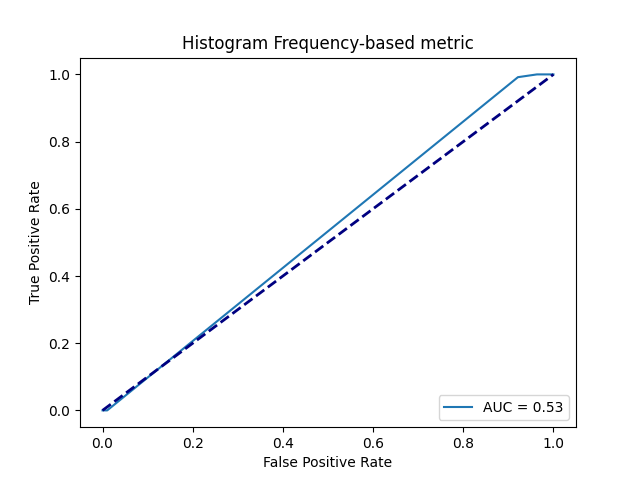 Histogram Frequency-based metric
True Positive Rate
1.0
0.8
0.6
0.4
0.2
0.0
AUC = 0.53
0.0 0.2 0.4 0.6 0.8 1.0
False Positive Rate